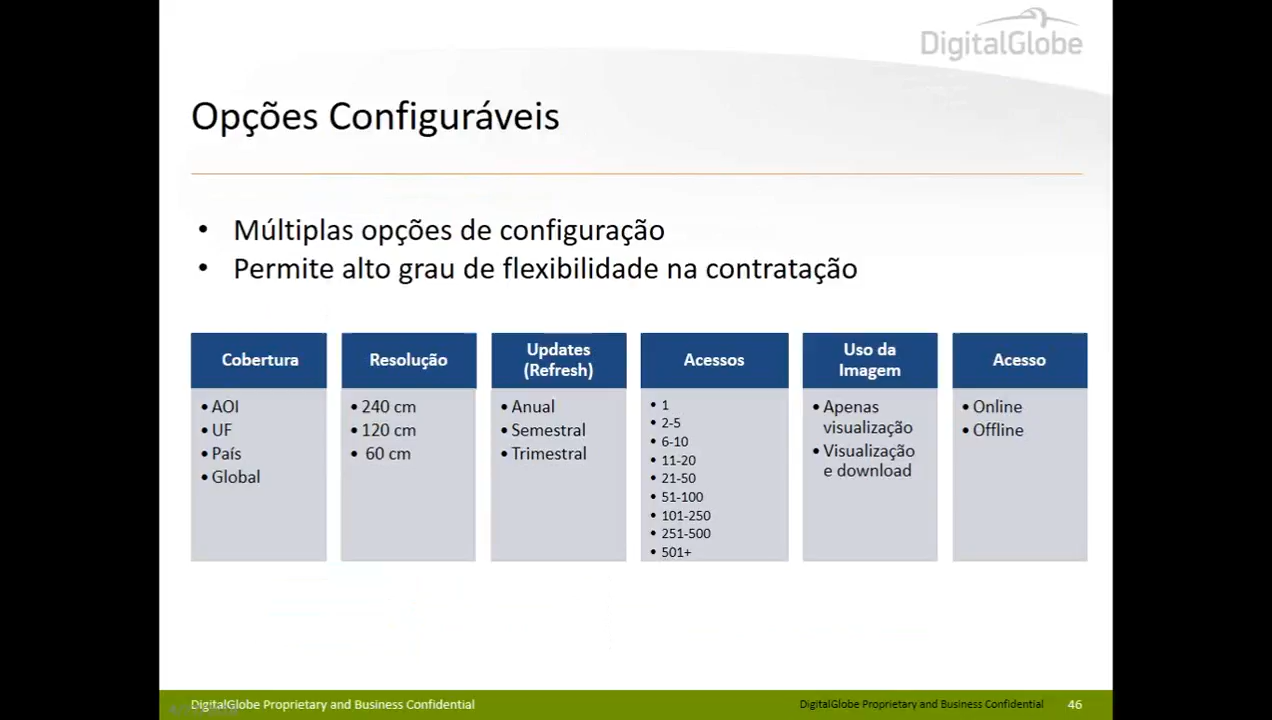 DigitalGlobe
Opções Configuráveis
• Múltiplas opções de configuração
• Permite alto grau de flexibilidade na contratação
Cobertura
• AOI
• UF
• País
• Global
Resolução
• 240 cm
• 120 cm
• 60 cm
Updates
(Refresh)
• Anual
• Semestral
• Trimestral
Acessos
• 1
• 2-5
• 6-10
• 11-20
• 21-50
• 51-100
• 101-250
• 251-500
• 501+
Uso da
Imagem
• Apenas
visualização
• Visualização
e download
Acesso
• Online
• Offline
DigitalGlobe Proprietary and Business Confidential
DigitalGlobe Proprietary and Business Confidential
46